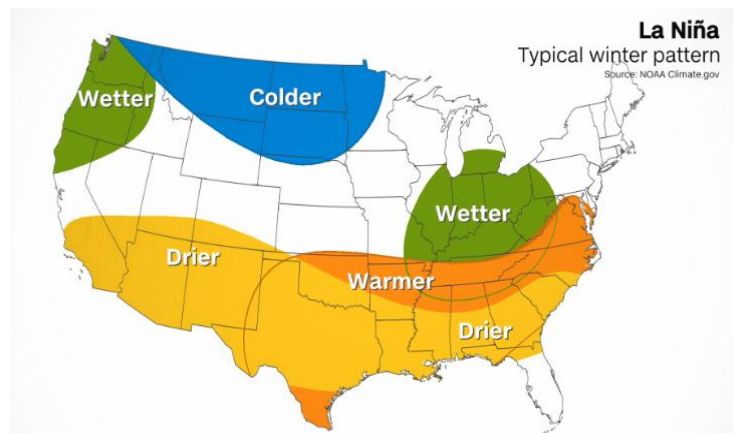 La Niña
Typical winter pattern
Source: NOAA Climate.gov
Wetter
Colder
Wetter
Drier
Warmer
Drier